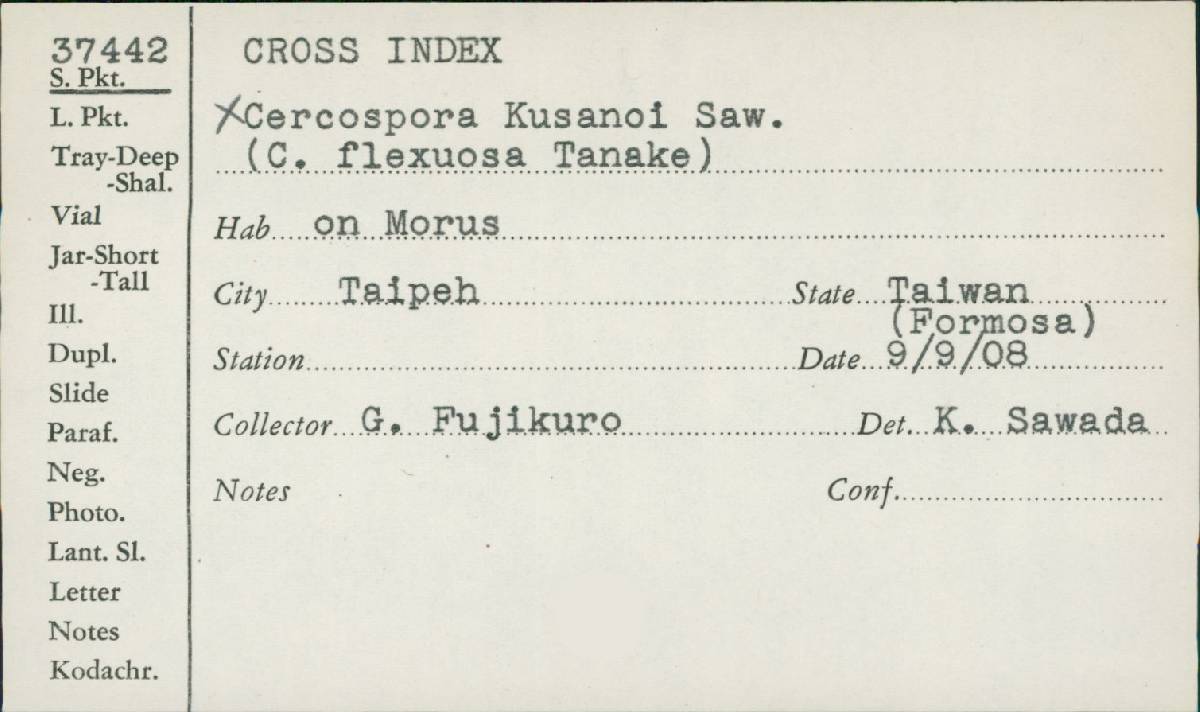 37442
S. Pkt.
L. Pkt.
Tray-Deep
-Shal.
Vial
Jar-Short
-Tall
Ill.
Dupl.
Slide
Paraf.
Neg.
Photo.
Lant. Sl.
Letter
Notes
Kodachr.
CROSS INDEX
XCercospora Kusanoi Saw.
(C. flexuosa Tanake)
Hab on Morus
City Taipeh State Taiwan
(Formosa)
Station Date 9/9/08
Collector G. Fujikuro Det. K. Sawada
Notes Conf.